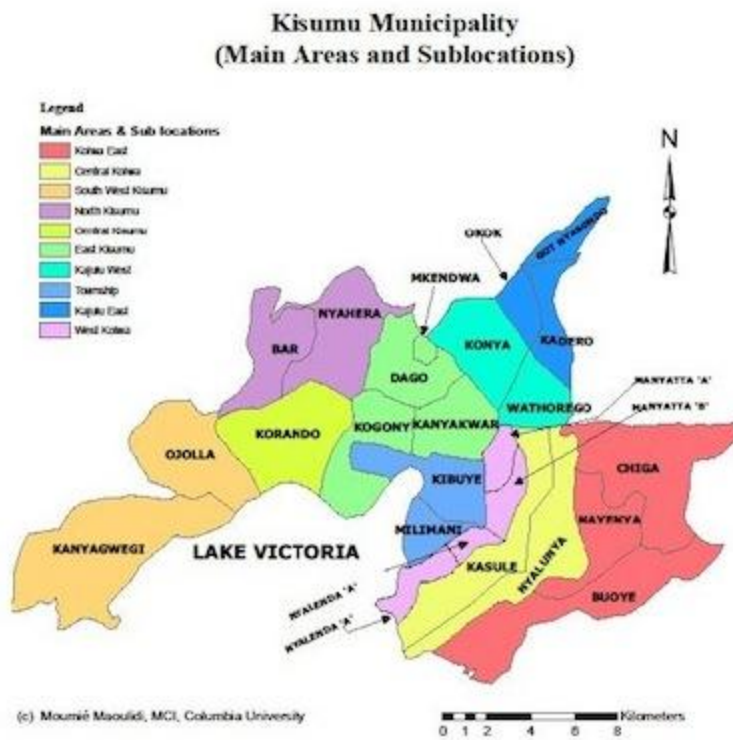 Kisumu Municipality
(Main Areas and Sublocations)
Legend
Main Areas & Sub locations
Kolwa East
Central Kolwa
South West Kisumu
North Kisumu
Central Kisumu
East Kisumu
Kajulu West
Township
Kajulu East
West Kolwa
N
GOT NYABONDO
OKOK
MKENDWA
NYAHERA
BAR
KONYA
KADERO
DAGO
MANYATTA 'A'
MANYATTA 'B'
WATHOREGO
KORANDO
KOGONY
KANYAKWAR
OJOLLA
KIBUYE
CHIGA
MAYENYA
KANYAGWEGI
LAKE VICTORIA
MILIMANI
KASULE
NYALUNYA
BUOYE
NYALENDA 'A'
NYALENDA 'A'
(c) Moumié Maoulidi, MCI, Columbia University
0 1 2 4 6 8 Kilometers